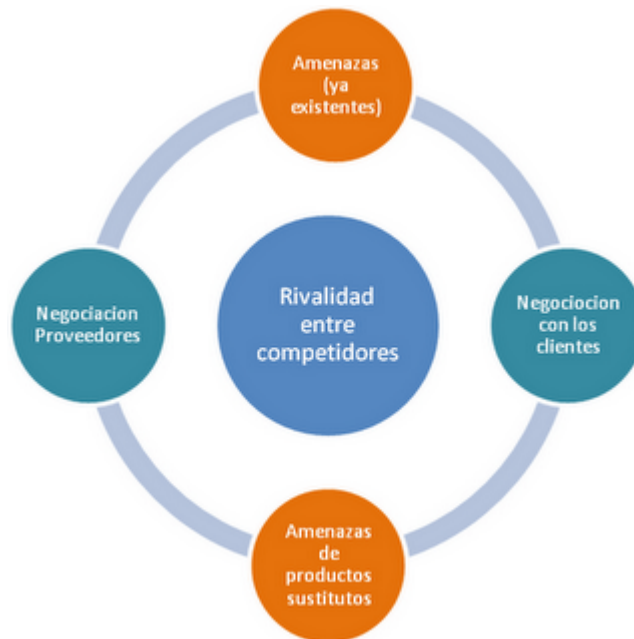 Amenazas
(ya
existentes)
Negociacion
Proveedores
Rivalidad
entre
competidores
Negociocion
con los
clientes
Amenazas
de
productos
sustitutos